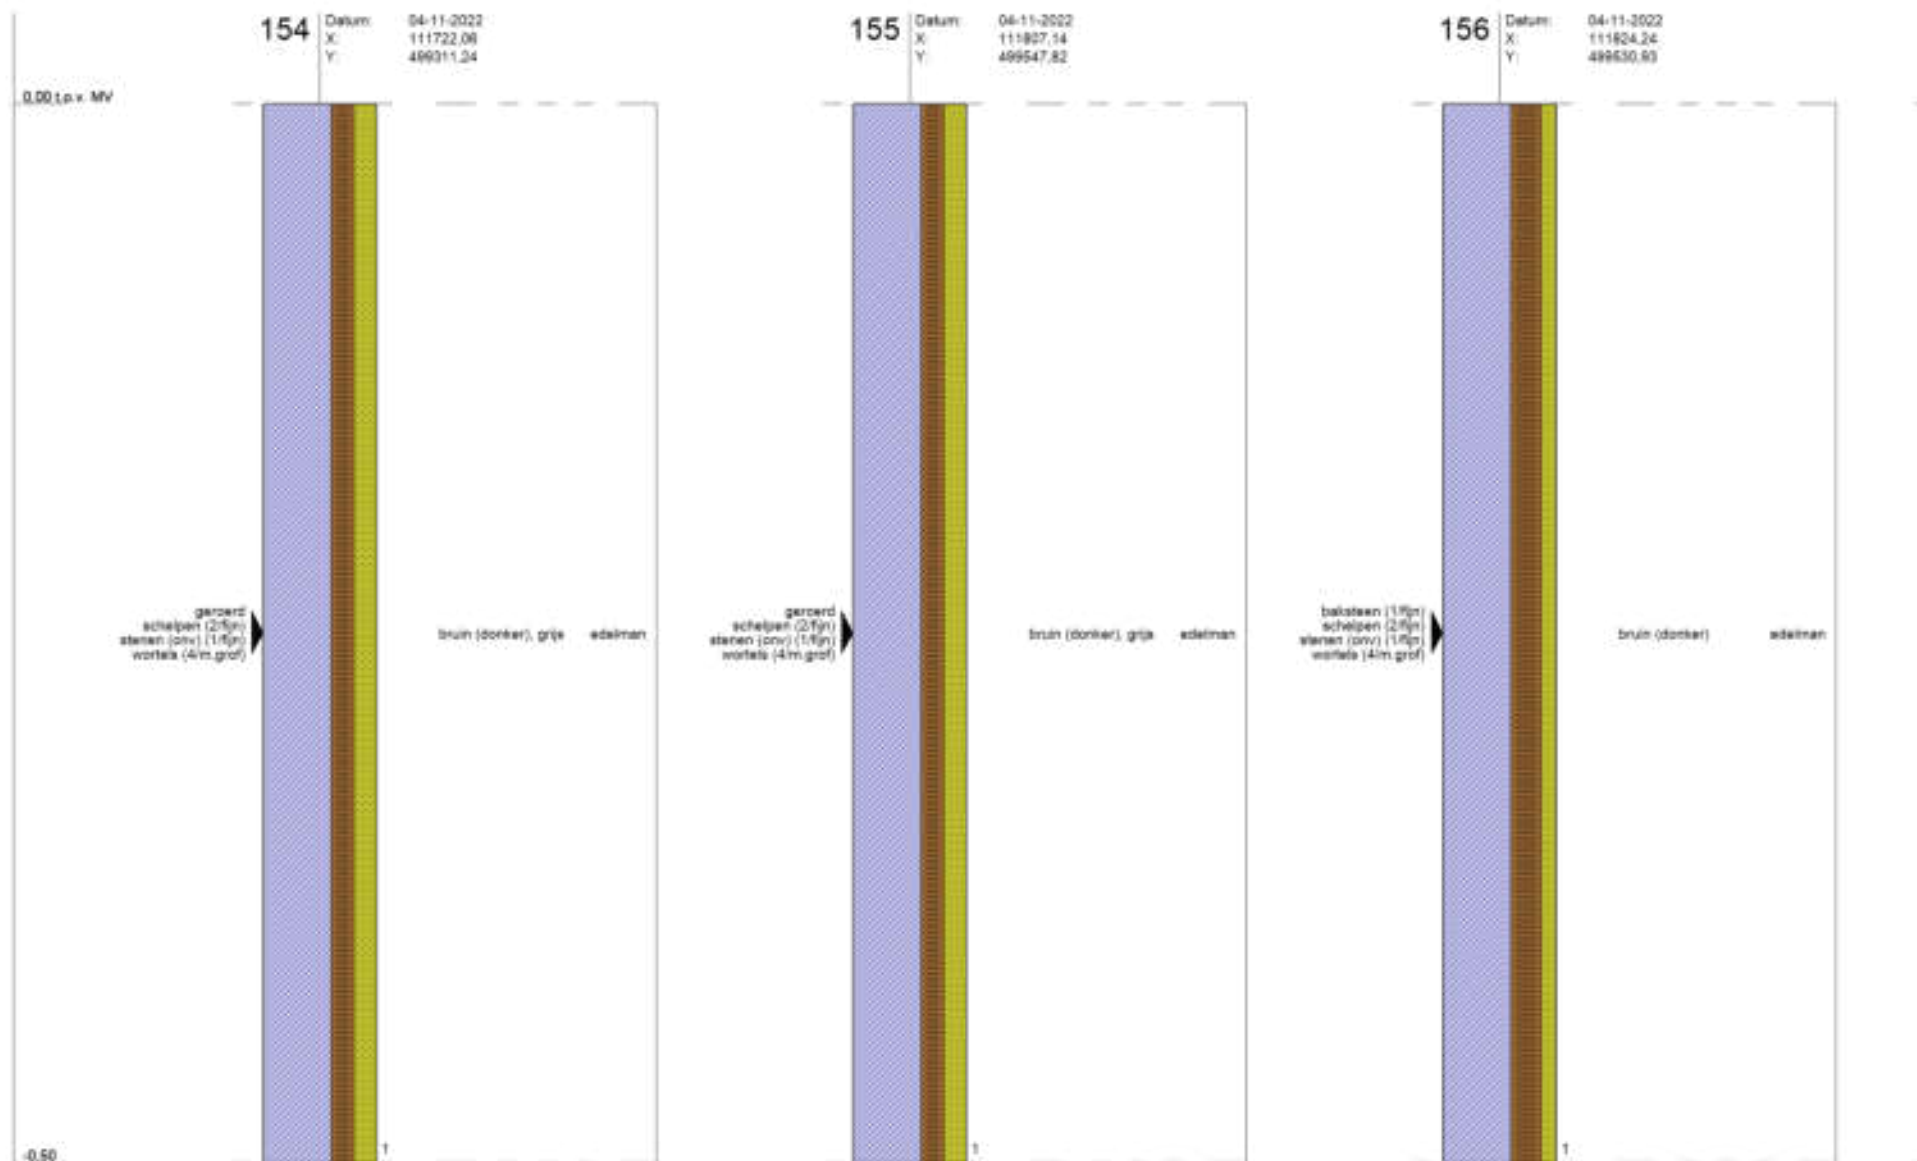 154 Datum: 04-11-2022
X: 111722,06
Y: 499311,24
155 Datum: 04-11-2022
X: 111807,14
Y: 499547,82
156 Datum: 04-11-2022
X: 111824,24
Y: 499530,93
0,00 t.o.v. MV
geroerd
schelpen (2/fijn)
stenen (onv) (1/fijn)
wortels (4/m.grof)
bruin (donker), grijs
edelman
geroerd
schelpen (2/fijn)
stenen (onv) (1/fijn)
wortels (4/m.grof)
bruin (donker), grijs
edelman
baksteen (1/fijn)
schelpen (2/fijn)
stenen (onv) (1/fijn)
wortels (4/m.grof)
bruin (donker)
edelman
-0.50
1
1
1